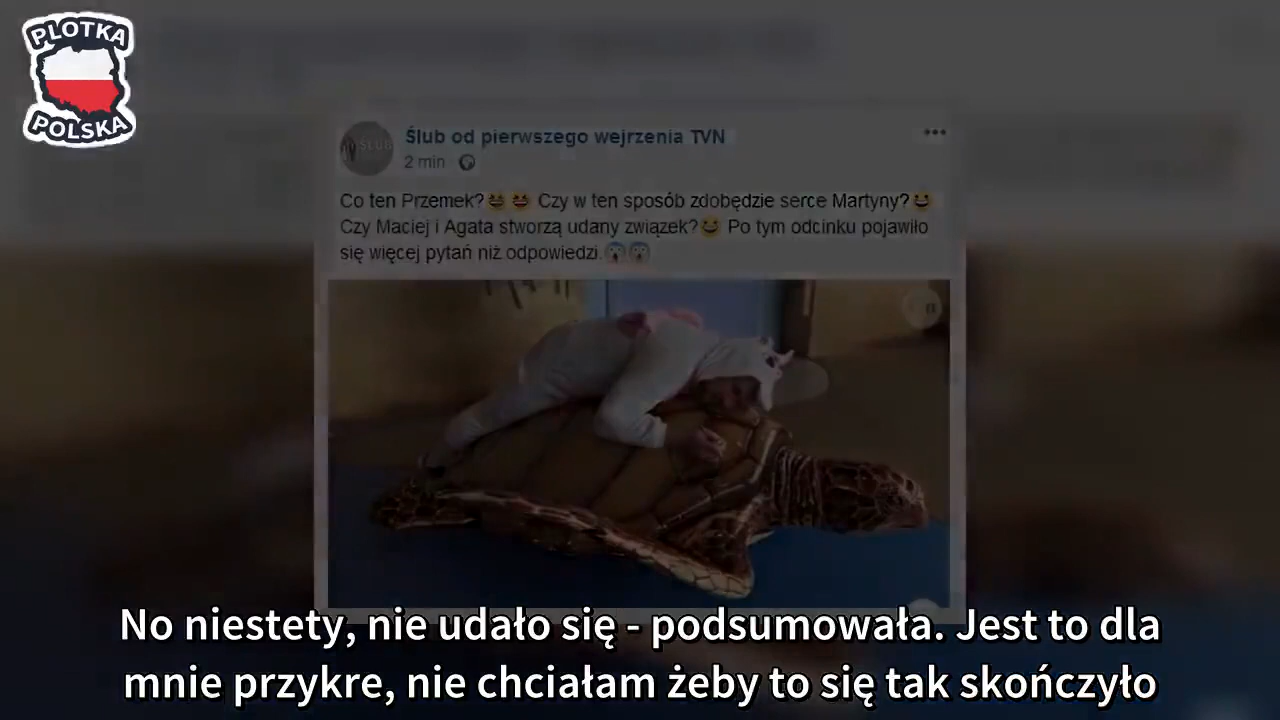 PLOTKA
POLSKA
Ślub od pierwszego wejrzenia TVN
2 min
Co ten Przemek?😆😆 Czy w ten sposób zdobędzie serce Martyny?😀
Czy Maciej i Agata stworzą udany związek?😀 Po tym odcinku pojawiło
się więcej pytań niż odpowiedzi.😱😱
No niestety, nie udało się - podsumowała. Jest to dla
mnie przykre, nie chciałam żeby to się tak skończyło